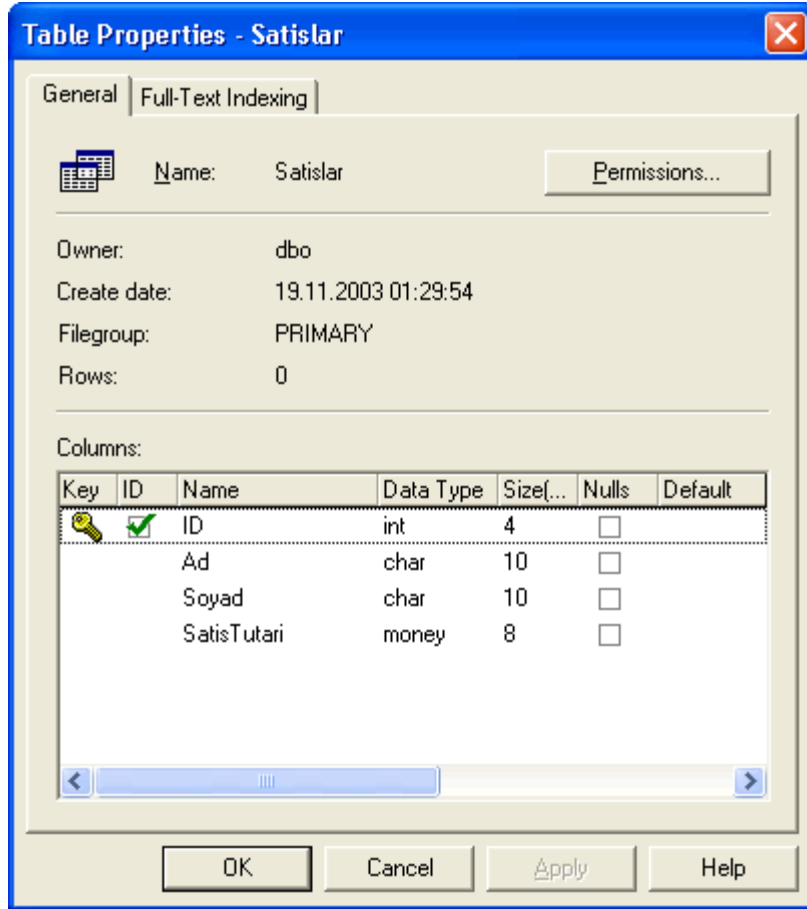 Table Properties - Satislar
General Full-Text Indexing
Name: Satislar Permissions...
Owner: dbo
Create date: 19.11.2003 01:29:54
Filegroup: PRIMARY
Rows: 0
Columns:
Key ID Name Data Type Size(... Nulls Default
ID int 4
Ad char 10
Soyad char 10
SatisTutari money 8
OK Cancel Apply Help